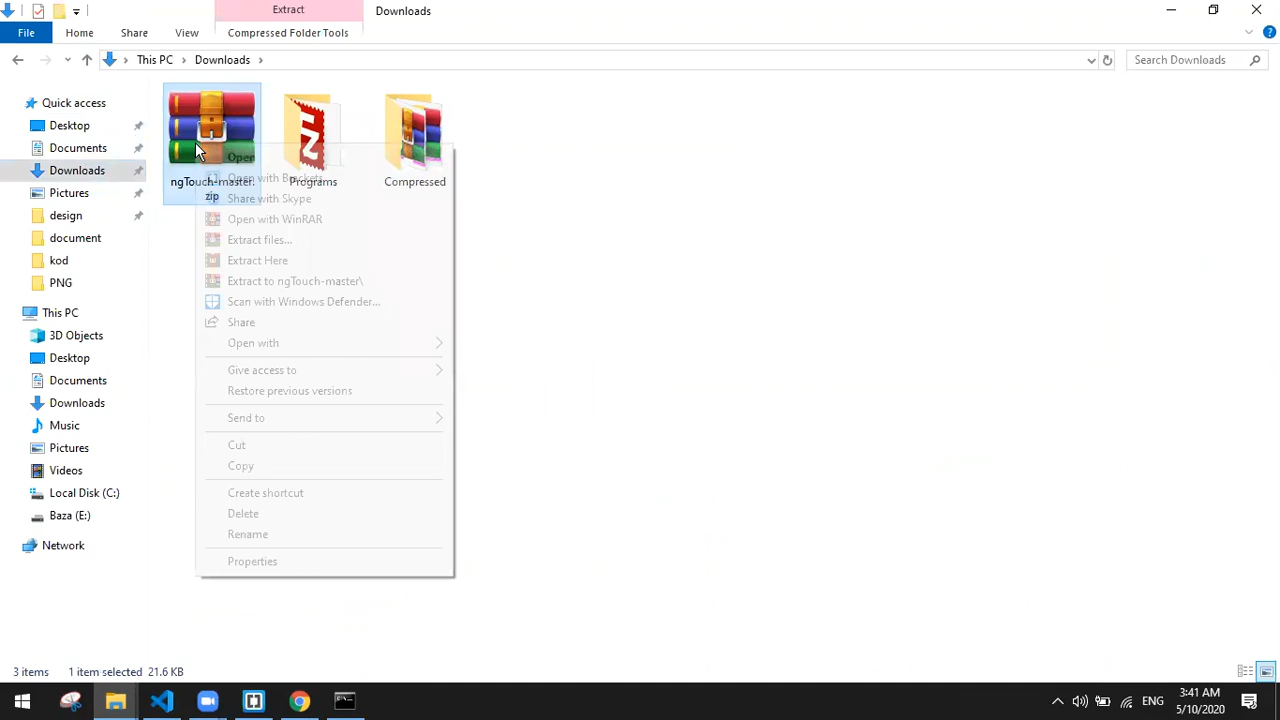 Extract
Downloads
File
Home
Share
View
Compressed Folder Tools
This PC
Downloads
Search Downloads
Quick access
Desktop
Documents
Downloads
Pictures
design
document
kod
PNG
This PC
3D Objects
Desktop
Documents
Downloads
Music
Pictures
Videos
Local Disk (C:)
Baza (E:)
Network
ngTouch-master.
zip
Programs
Compressed
Open
Open with Brackets
Share with Skype
Open with WinRAR
Extract files...
Extract Here
Extract to ngTouch-master\
Scan with Windows Defender...
Share
Open with
Give access to
Restore previous versions
Send to
Cut
Copy
Create shortcut
Delete
Rename
Properties
3 items
1 item selected 21.6 KB
ENG
3:41 AM
5/10/2020